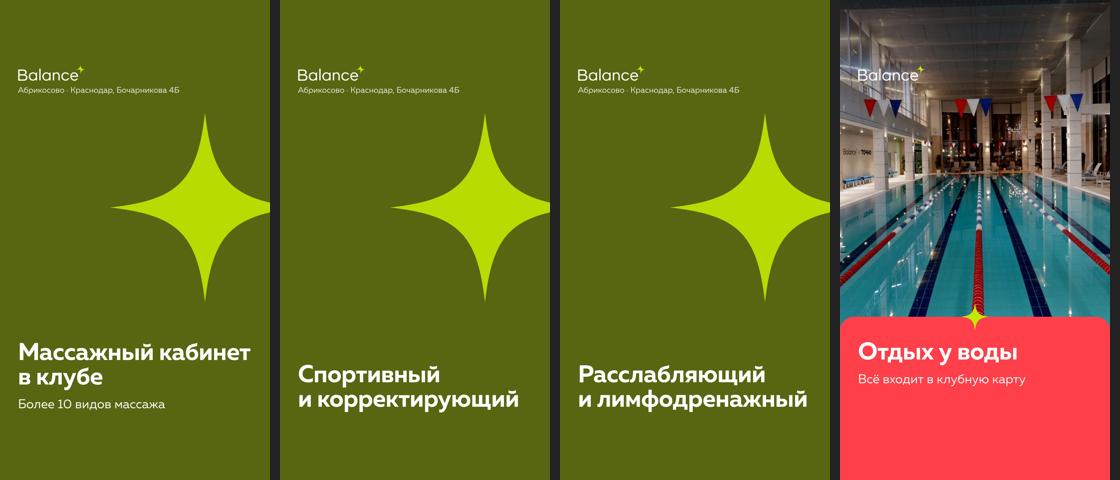 Balance
Абрикосово · Краснодар, Бочарникова 4Б
Массажный кабинет
в клубе
Более 10 видов массажа
Balance
Абрикосово · Краснодар, Бочарникова 4Б
Спортивный
и корректирующий
Balance
Абрикосово · Краснодар, Бочарникова 4Б
Расслабляющий
и лимфодренажный
Balance
Balance
Отдых у воды
Всё входит в клубную карту